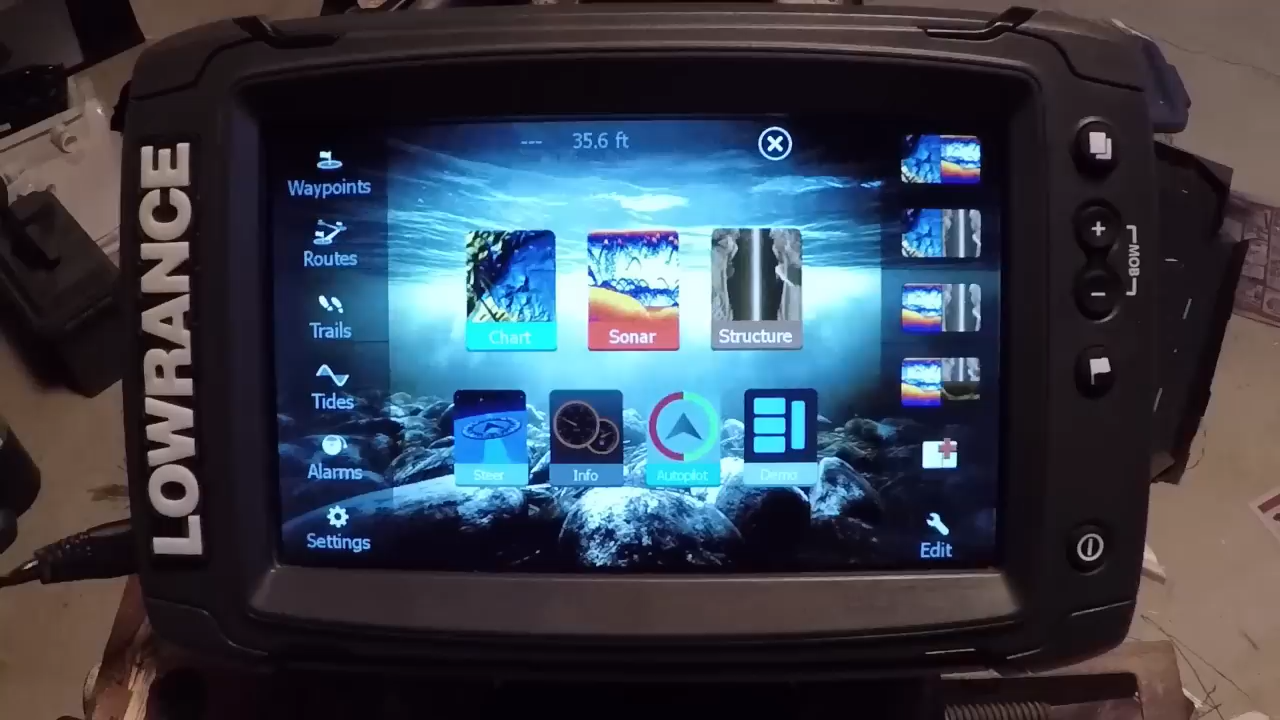 LOWRANCE
--- 35.6 ft
Waypoints
Routes
Trails
Tides
Alarms
Settings
Chart
Sonar
Structure
Steer
Info
Autopilot
Demo
Edit
+
MOB
−